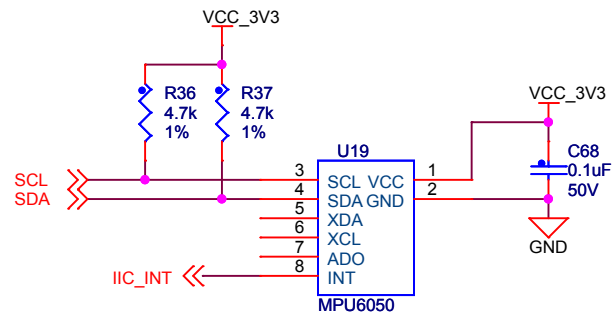 VCC_3V3
R36 R37
4.7k 4.7k
1% 1%
VCC_3V3
C68
0.1uF
50V
GND
U19
SCL 3 SCL VCC 1
SDA 4 SDA GND 2
5 XDA
6 XCL
7 ADO
IIC_INT 8 INT
MPU6050